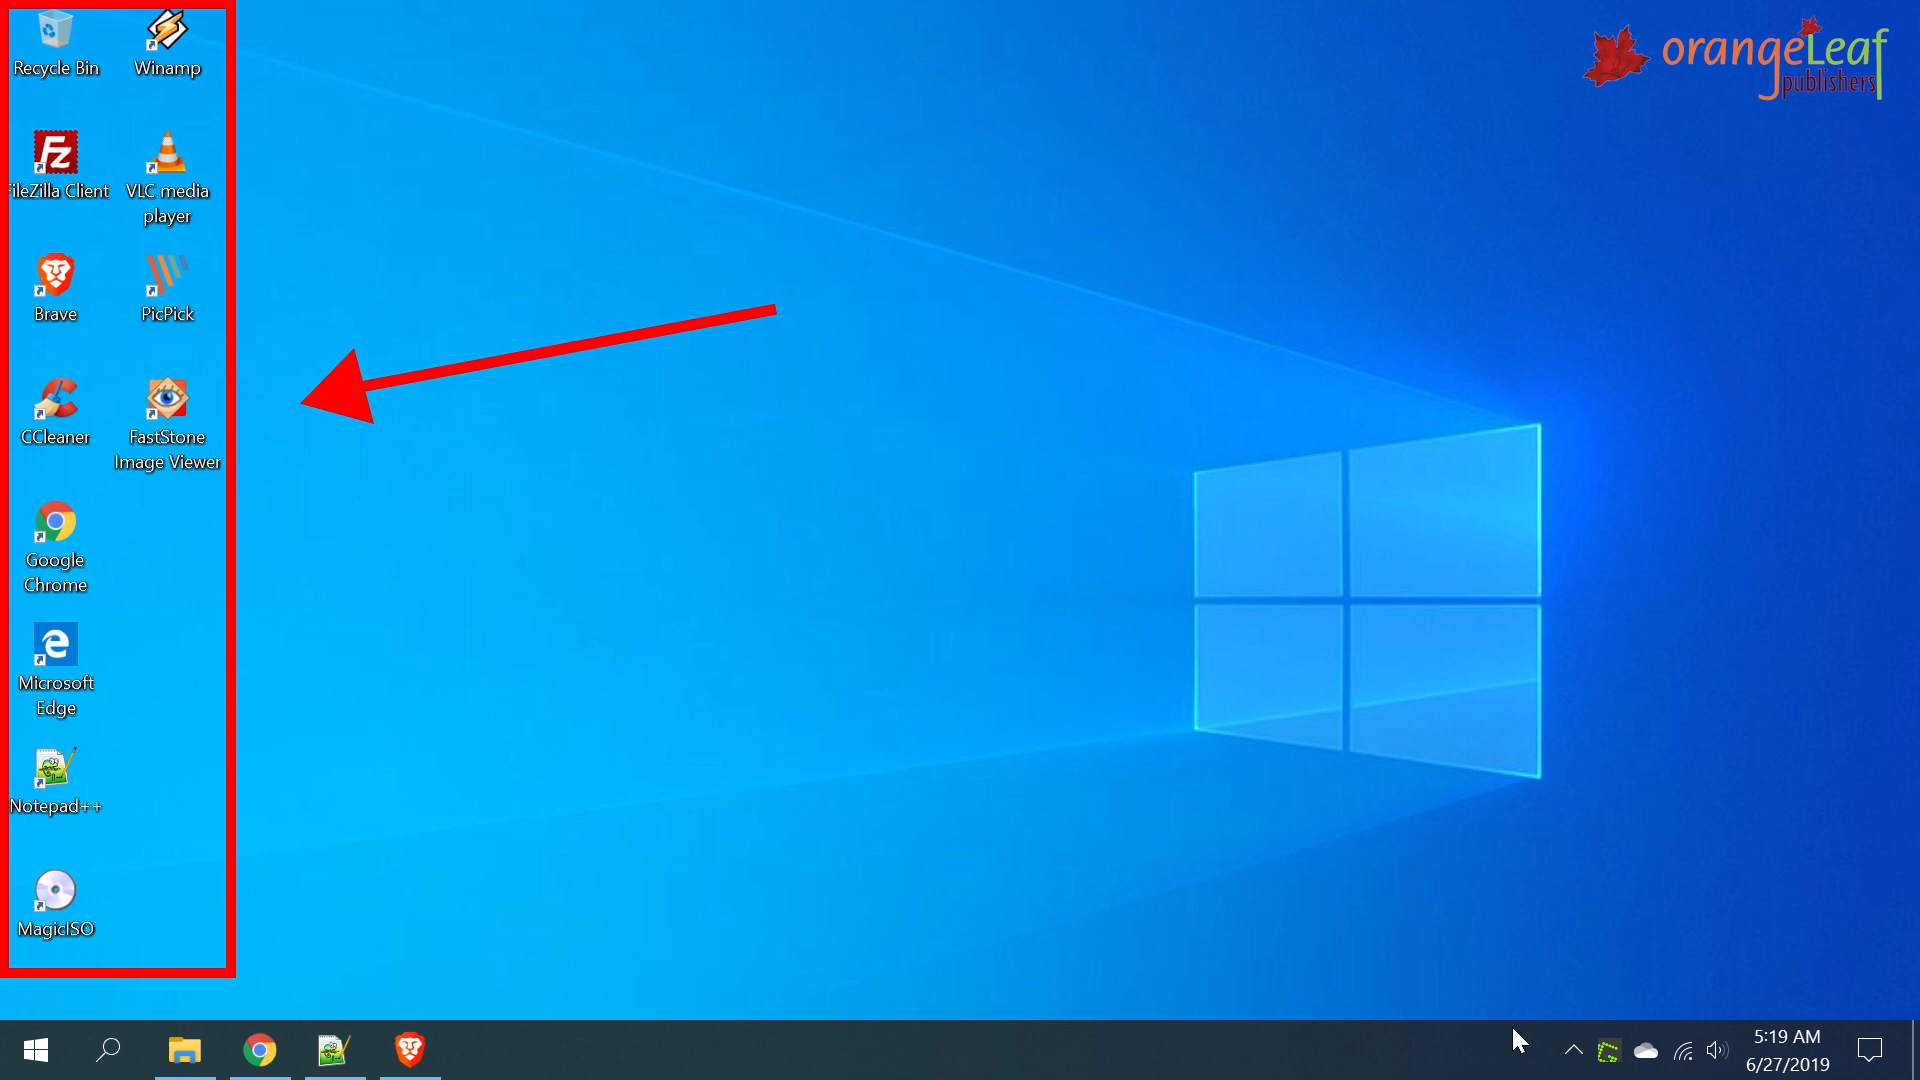 Recycle Bin
Winamp
FileZilla Client
VLC media
player
Brave
PicPick
CCleaner
FastStone
Image Viewer
Google
Chrome
Microsoft
Edge
Notepad++
MagicISO
orangeLeaf
publishers
5:19 AM
6/27/2019